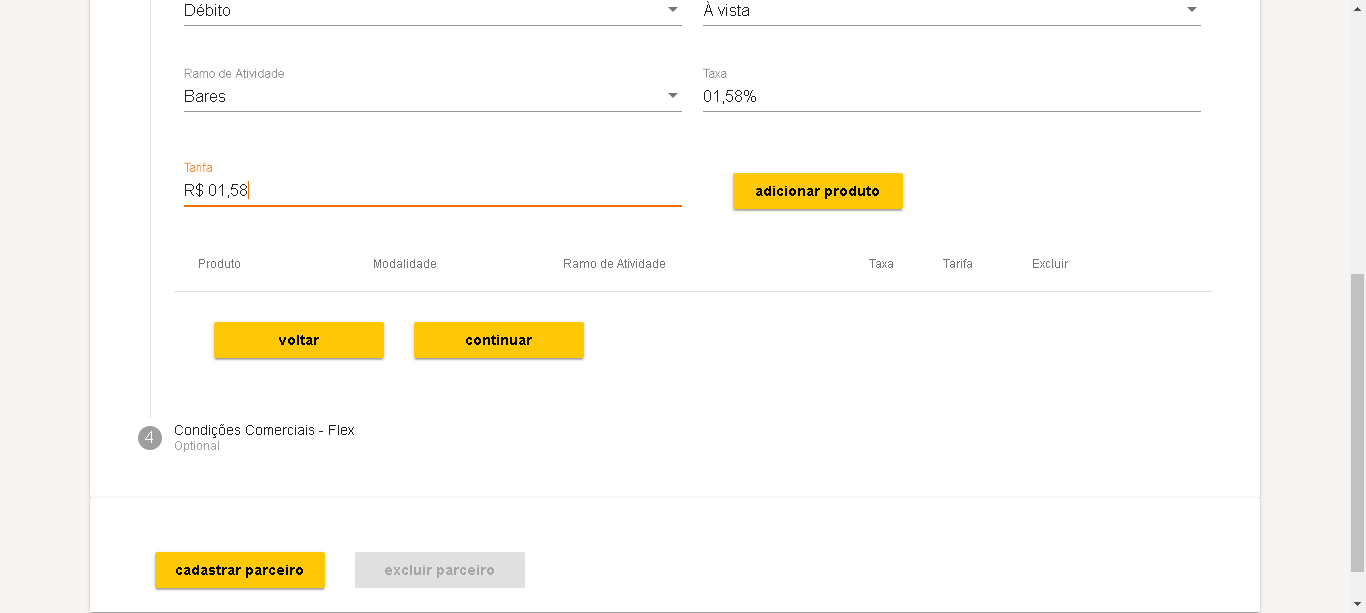 Débito
À vista
Ramo de Atividade
Taxa
Bares
01,58%
Tarifa
R$ 01,58
adicionar produto
Produto Modalidade Ramo de Atividade Taxa Tarifa Excluir
voltar
continuar
4
Condições Comerciais - Flex
Optional
cadastrar parceiro
excluir parceiro